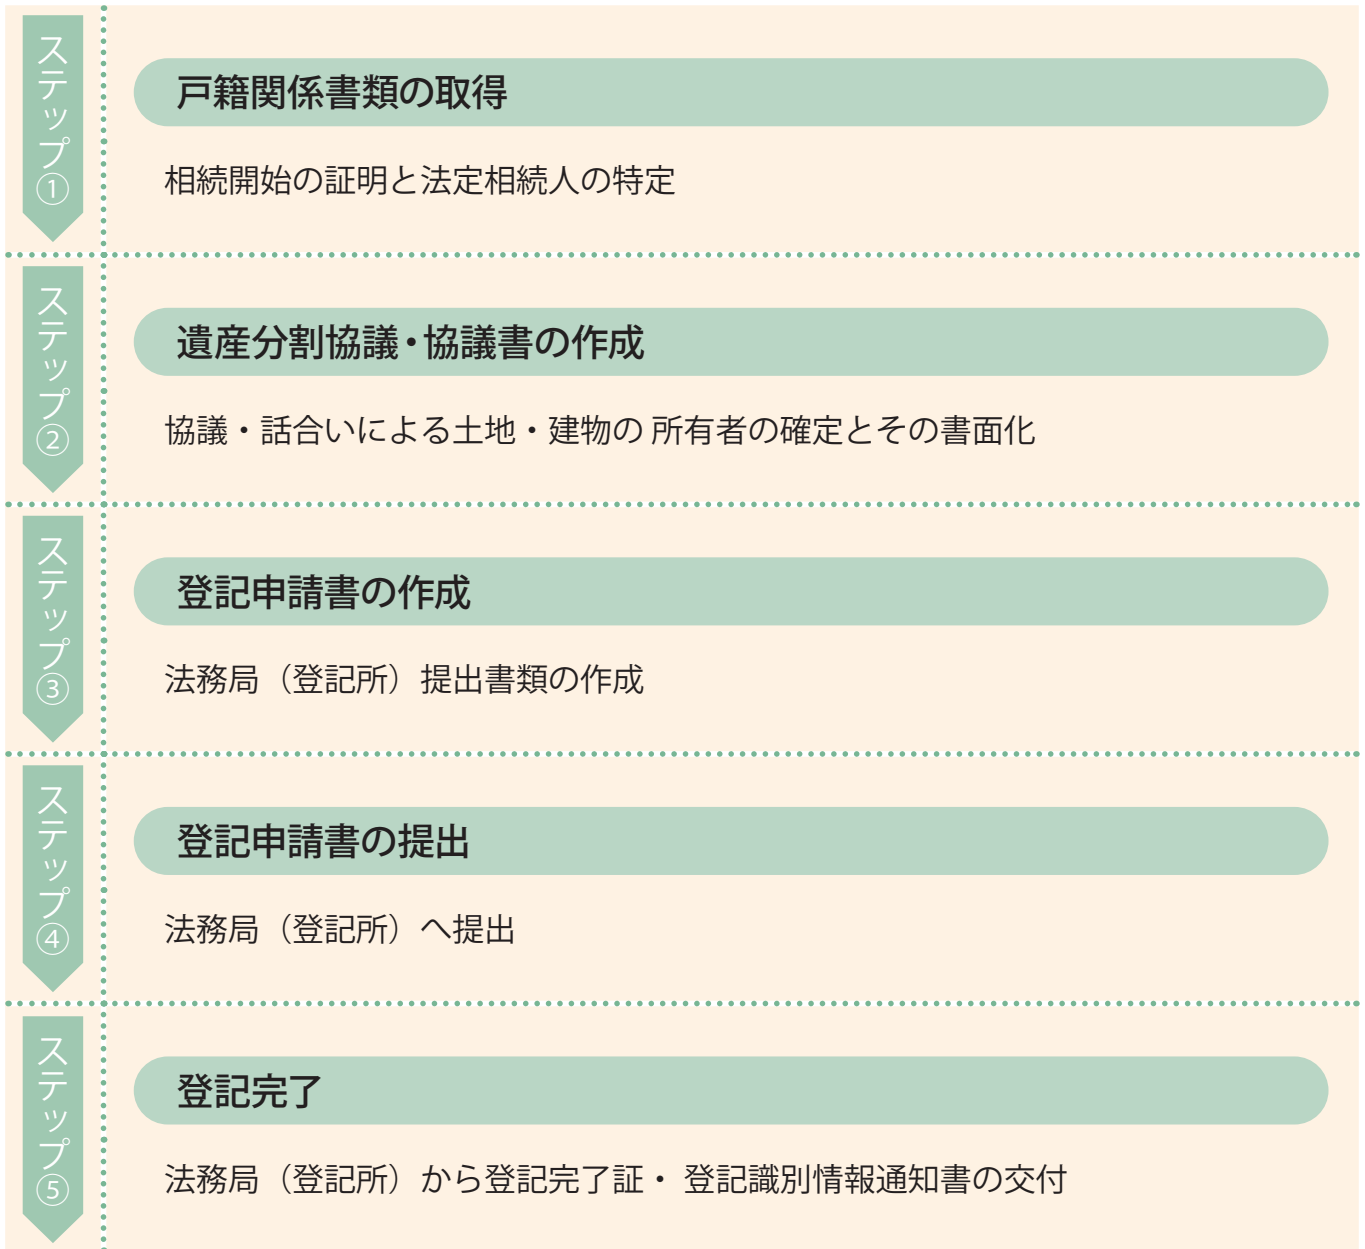 ステップ①
戸籍関係書類の取得
相続開始の証明と法定相続人の特定
ステップ②
遺産分割協議・協議書の作成
協議・話合いによる土地・建物の 所有者の確定とその書面化
ステップ③
登記申請書の作成
法務局（登記所）提出書類の作成
ステップ④
登記申請書の提出
法務局（登記所）へ提出
ステップ⑤
登記完了
法務局（登記所）から登記完了証・ 登記識別情報通知書の交付